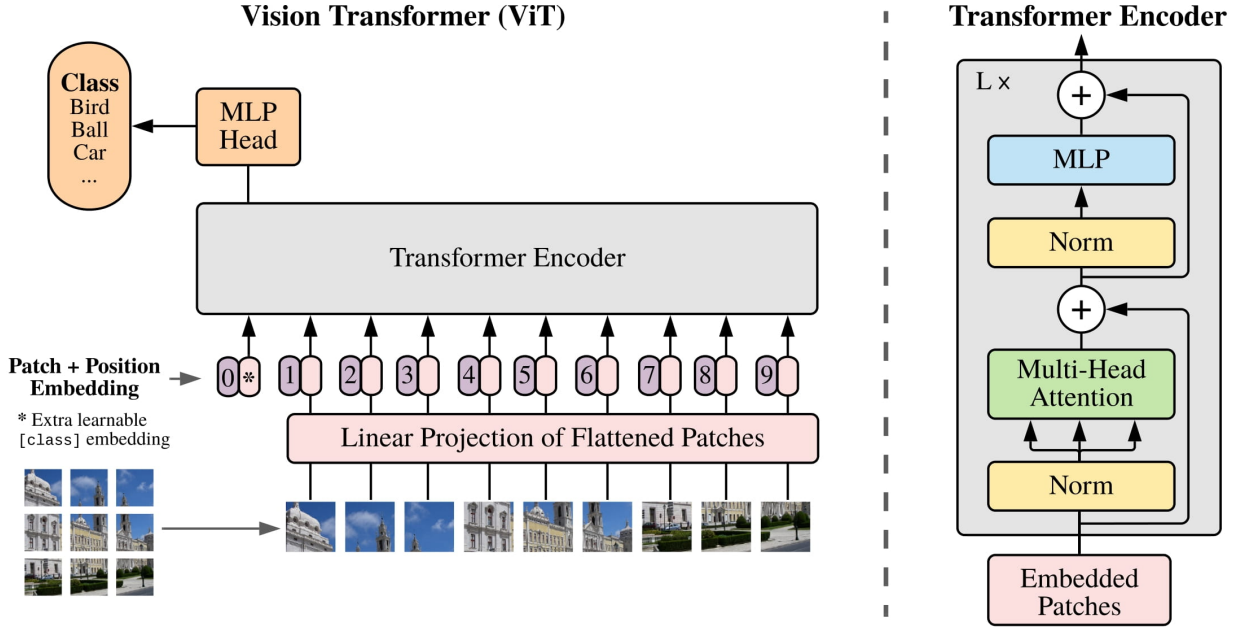 Vision Transformer (ViT)
Class
Bird
Ball
Car
...
MLP
Head
Transformer Encoder
Patch + Position
Embedding
* Extra learnable
[class] embedding
0 * 1 2 3 4 5 6 7 8 9
Linear Projection of Flattened Patches
Transformer Encoder
L ×
+
MLP
Norm
+
Multi-Head
Attention
Norm
Embedded
Patches